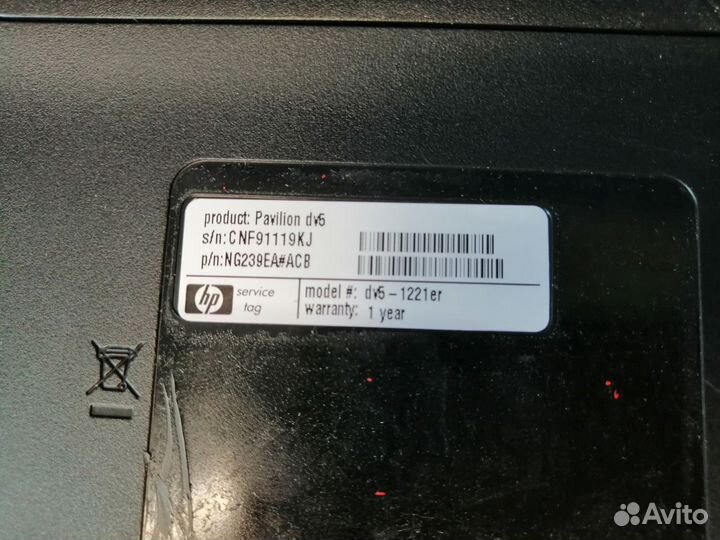 product: Pavilion dv5
s/n:CNF91119KJ
p/n:NG239EA#ACB
hp service tag
model #: dv5-1221er
warranty: 1 year
Avito